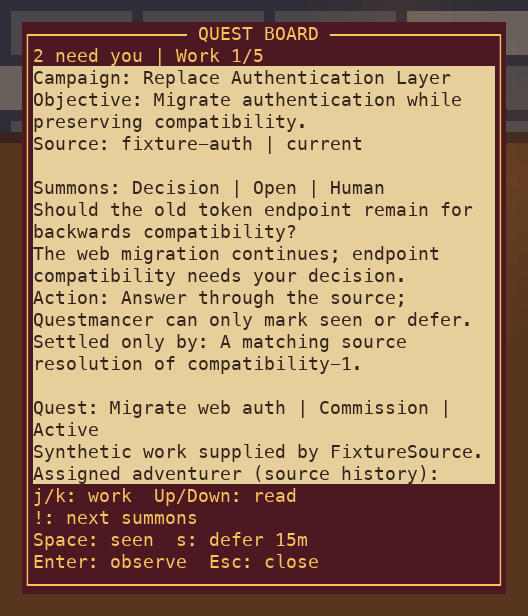 QUEST BOARD
2 need you | Work 1/5
Campaign: Replace Authentication Layer
Objective: Migrate authentication while
preserving compatibility.
Source: fixture-auth | current
Summons: Decision | Open | Human
Should the old token endpoint remain for
backwards compatibility?
The web migration continues; endpoint
compatibility needs your decision.
Action: Answer through the source;
Questmancer can only mark seen or defer.
Settled only by: A matching source
resolution of compatibility-1.
Quest: Migrate web auth | Commission |
Active
Synthetic work supplied by FixtureSource.
Assigned adventurer (source history):
j/k: work  Up/Down: read
!: next summons
Space: seen  s: defer 15m
Enter: observe  Esc: close